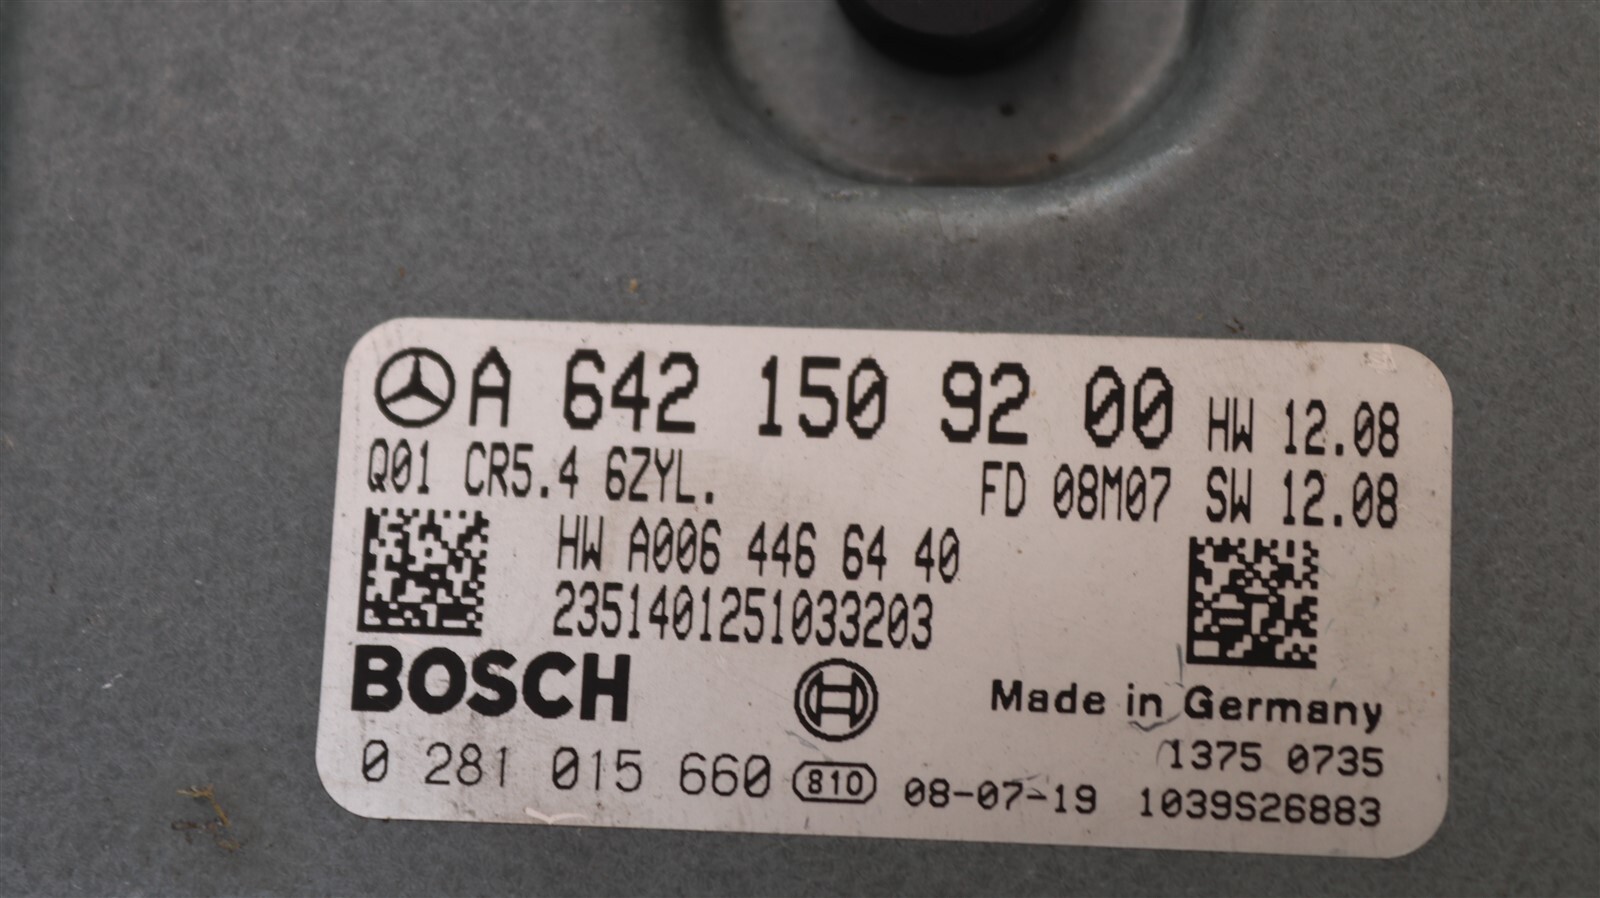 A 642 150 92 00 HW 12.08
Q01 CR5.4 6ZYL. FD 08M07 SW 12.08
HW A006 446 64 40
2351401251033203
BOSCH Made in Germany
1375 0735
0 281 015 660 810 08-07-19 1039S26883